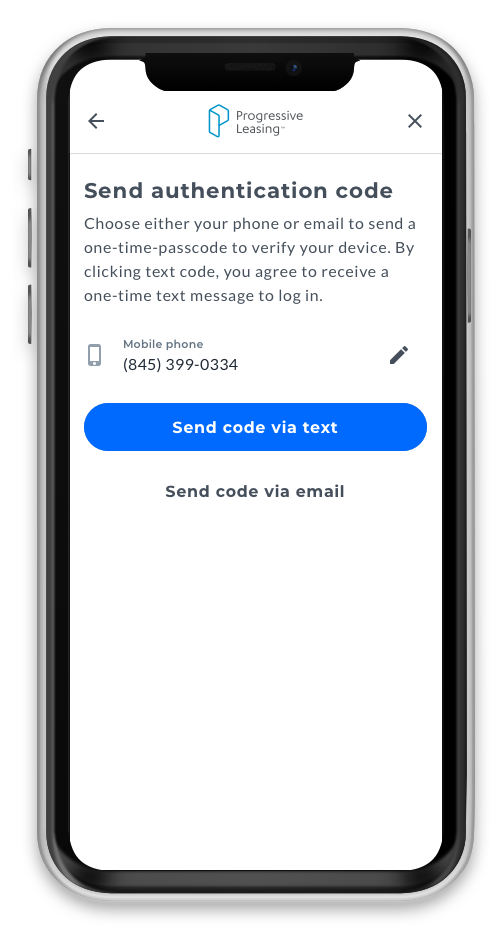 Progressive
Leasing™
Send authentication code
Choose either your phone or email to send a
one-time-passcode to verify your device. By
clicking text code, you agree to receive a
one-time text message to log in.
Mobile phone
(845) 399-0334
Send code via text
Send code via email